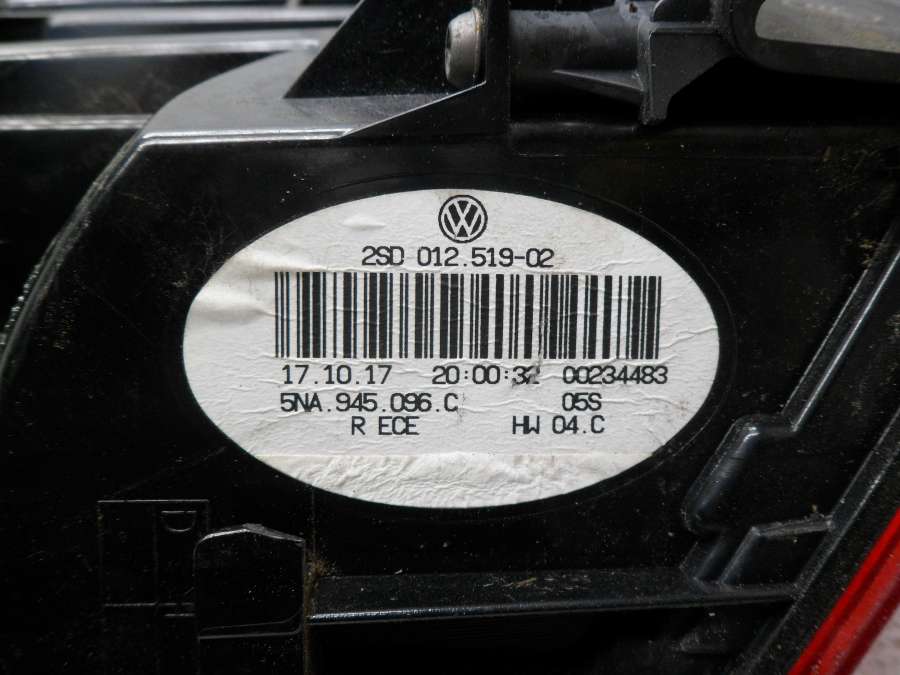 2SD 012.519-02
17.10.17 20:00:32 00234483
5NA.945.096.C 05S
R ECE HW 04.C